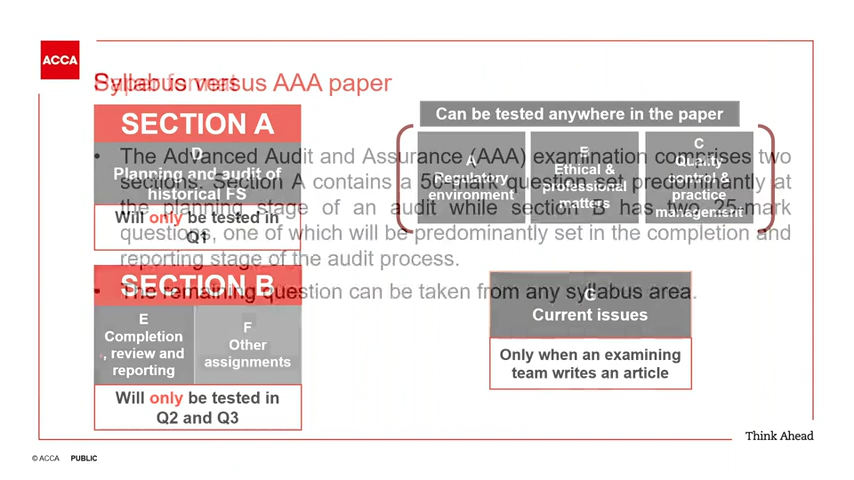 ACCA
Syllabus versus AAA paper
SECTION A
D
Planning and audit of
historical FS
Will only be tested in
Q1
Can be tested anywhere in the paper
A
Regulatory
environment
Ethical &
professional
matters
C
Quality
control &
practice
management
• The Advanced Audit and Assurance (AAA) examination comprises two
sections. Section A contains a 50-mark question set predominantly at
the planning stage of an audit while section B has two 25-mark
questions, one of which will be predominantly set in the completion and
reporting stage of the audit process.
• The remaining question can be taken from any syllabus area.
SECTION B
E
Completion
, review and
reporting
F
Other
assignments
Will only be tested in
Q2 and Q3
Current issues
Only when an examining
team writes an article
Think Ahead
© ACCA PUBLIC